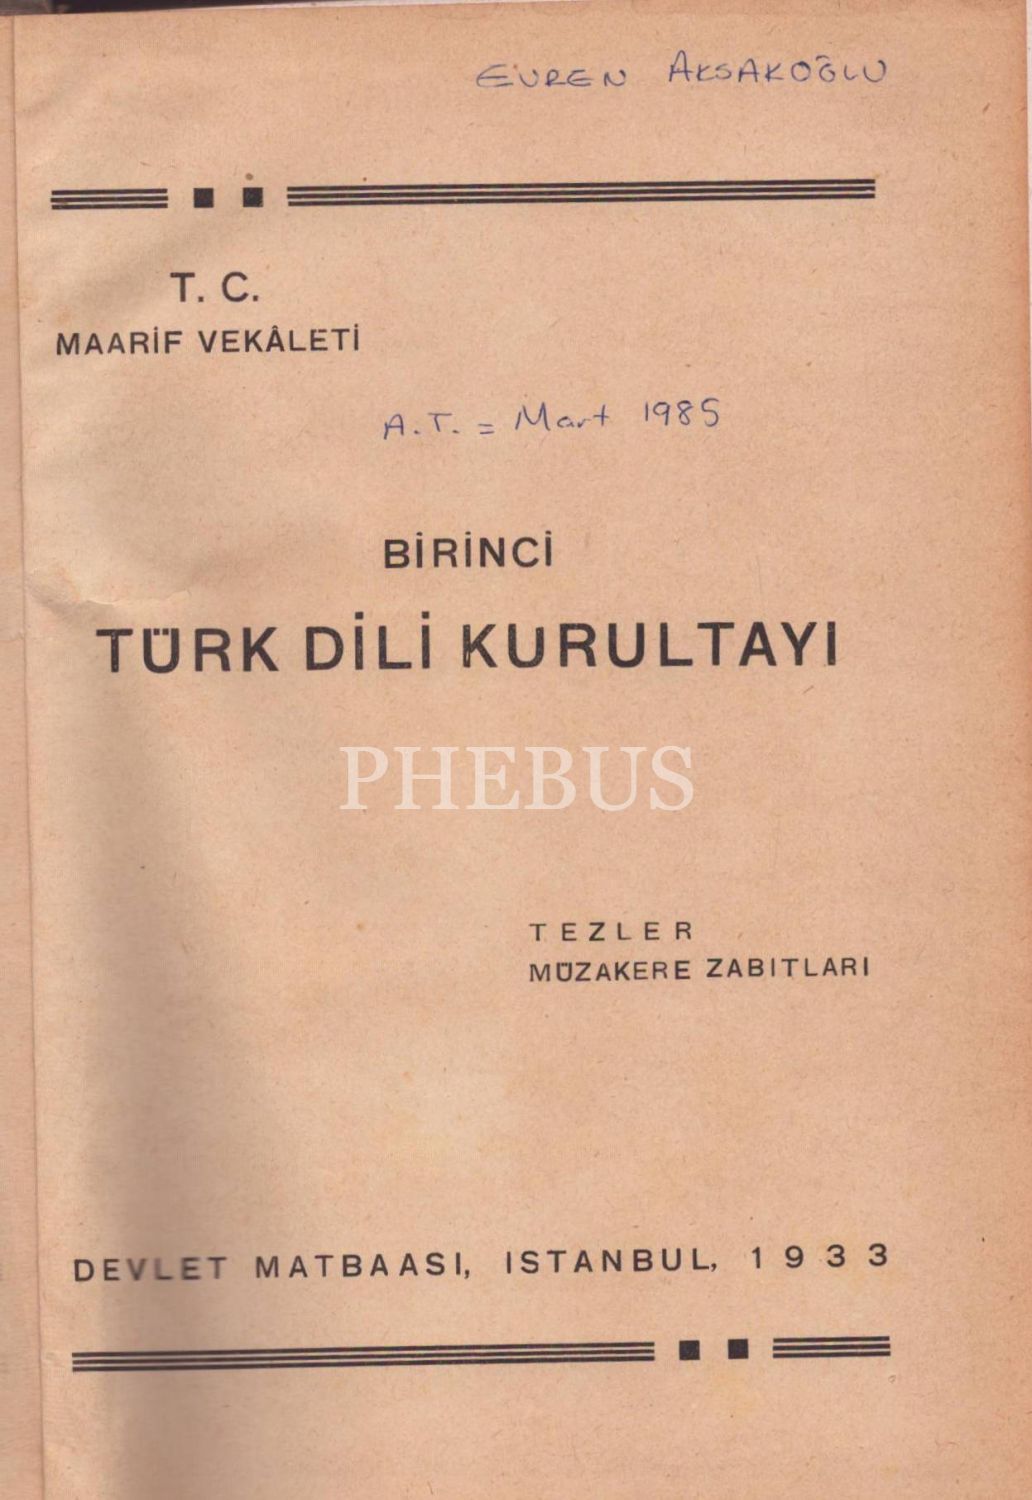 EVREN AKSAKOĞLU
T. C.
MAARİF VEKÂLETİ
A.T. = Mart 1985
BİRİNCİ
TÜRK DİLİ KURULTAYI
PHEBUS
TEZLER
MÜZAKERE ZABITLARI
DEVLET MATBAASI, ISTANBUL, 1933